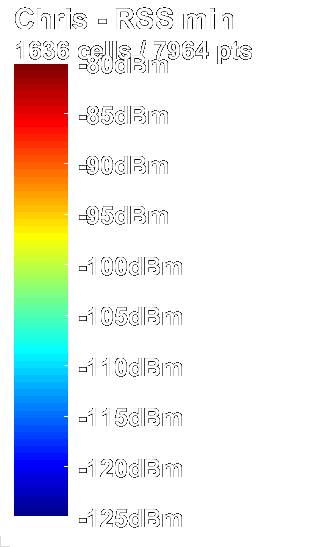 Chris - RSS min
1636 cells / 7964 pts
-80dBm
-85dBm
-90dBm
-95dBm
-100dBm
-105dBm
-110dBm
-115dBm
-120dBm
-125dBm